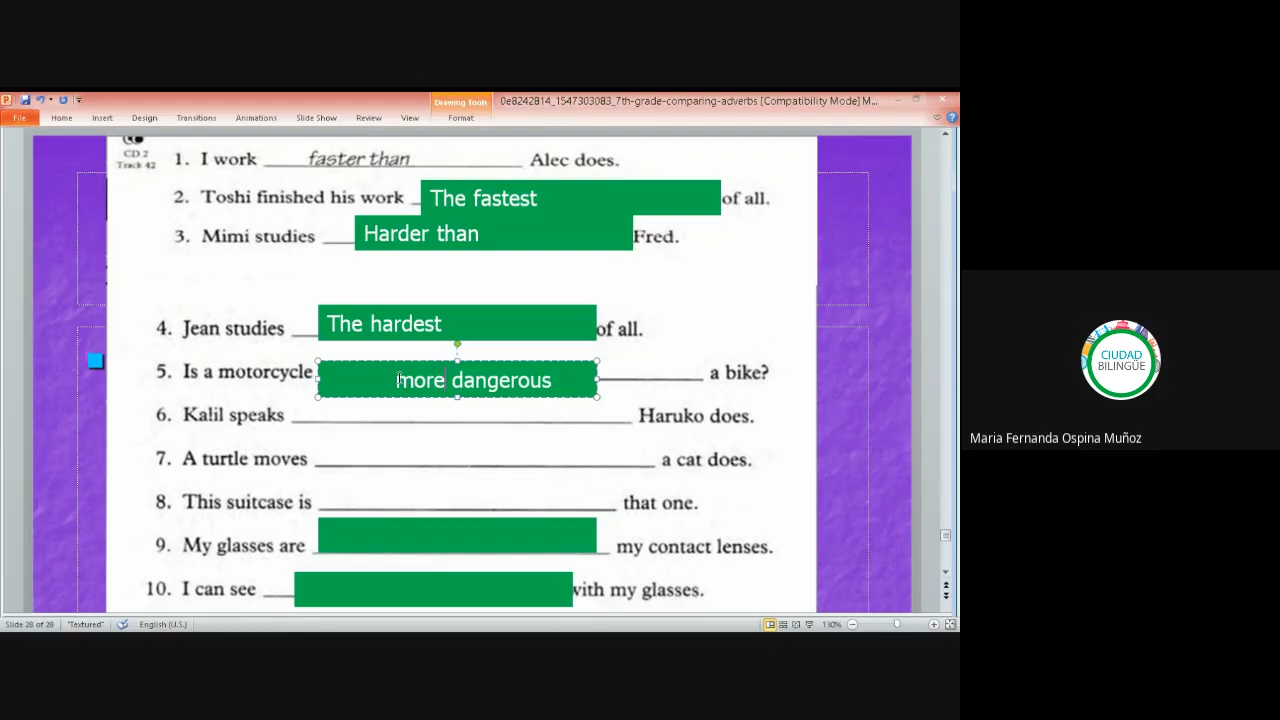 0e8242814_1547303083_7th-grade-comparing-adverbs [Compatibility Mode] M...
Drawing Tools
File Home Insert Design Transitions Animations Slide Show Review View Format
CD 2
Track 42
1. I work faster than Alec does.
2. Toshi finished his work The fastest of all.
3. Mimi studies Harder than Fred.
4. Jean studies The hardest of all.
5. Is a motorcycle more dangerous a bike?
6. Kalil speaks Haruko does.
7. A turtle moves a cat does.
8. This suitcase is that one.
9. My glasses are my contact lenses.
10. I can see with my glasses.
Slide 28 of 28 "Textured" English (U.S.) 130%
CIUDAD
BILINGÜE
Maria Fernanda Ospina Muñoz